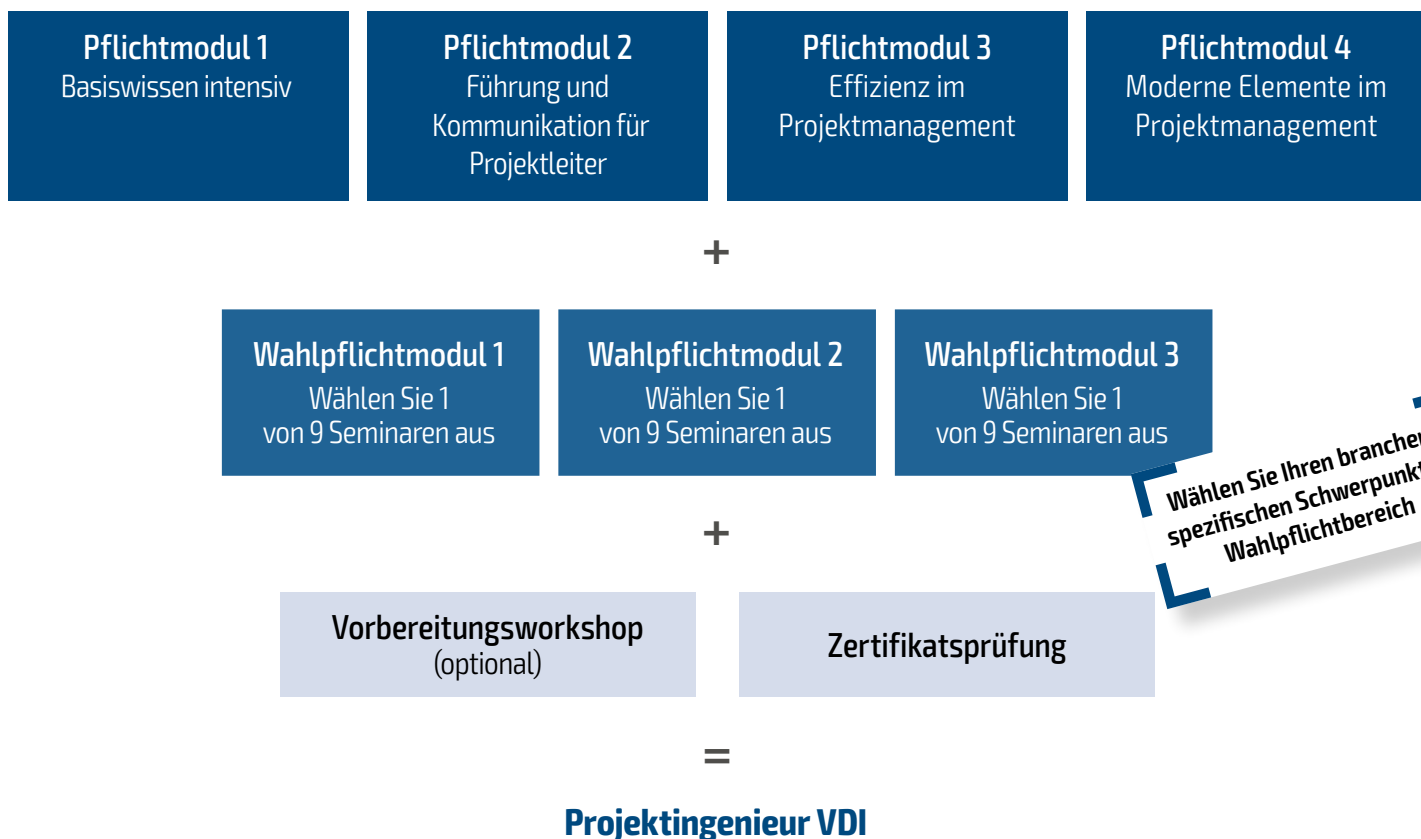 Pflichtmodul 1
Basiswissen intensiv
Pflichtmodul 2
Führung und
Kommunikation für
Projektleiter
Pflichtmodul 3
Effizienz im
Projektmanagement
Pflichtmodul 4
Moderne Elemente im
Projektmanagement
+
Wahlpflichtmodul 1
Wählen Sie 1
von 9 Seminaren aus
Wahlpflichtmodul 2
Wählen Sie 1
von 9 Seminaren aus
Wahlpflichtmodul 3
Wählen Sie 1
von 9 Seminaren aus
Wählen Sie Ihren
spezifischen Schwerpunkt
Wahlpflichtbereich
+
Vorbereitungsworkshop
(optional)
Zertifikatsprüfung
=
Projektingenieur VDI